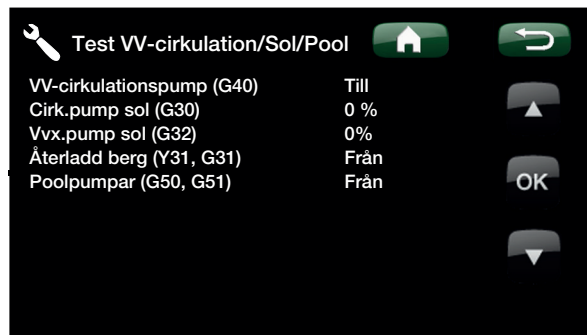 Test VV-cirkulation/Sol/Pool
VV-cirkulationspump (G40) Till
Cirk.pump sol (G30) 0 %
Vvx.pump sol (G32) 0%
Återladd berg (Y31, G31) Från
Poolpumpar (G50, G51) Från
OK